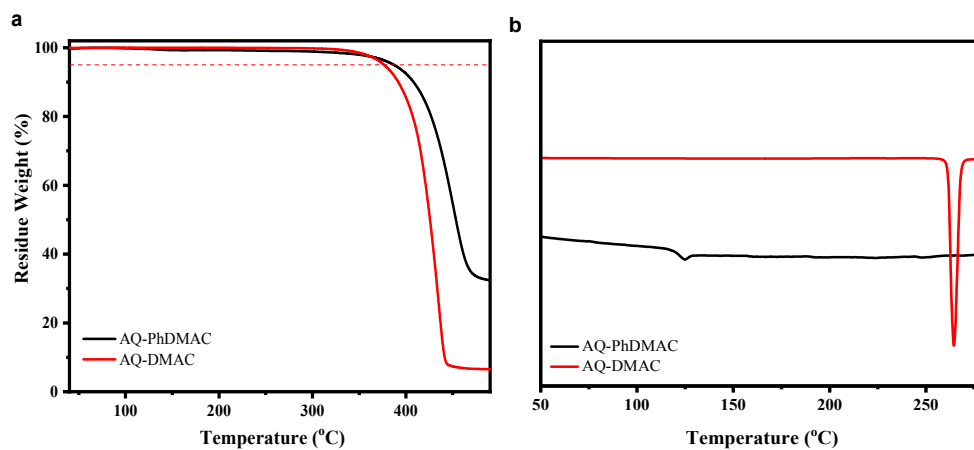 a
100
80
60
40
20
0
Residue Weight (%)
100
200
300
400
Temperature (°C)
AQ-PhDMAC
AQ-DMAC
b
50
100
150
200
250
Temperature (°C)
AQ-PhDMAC
AQ-DMAC